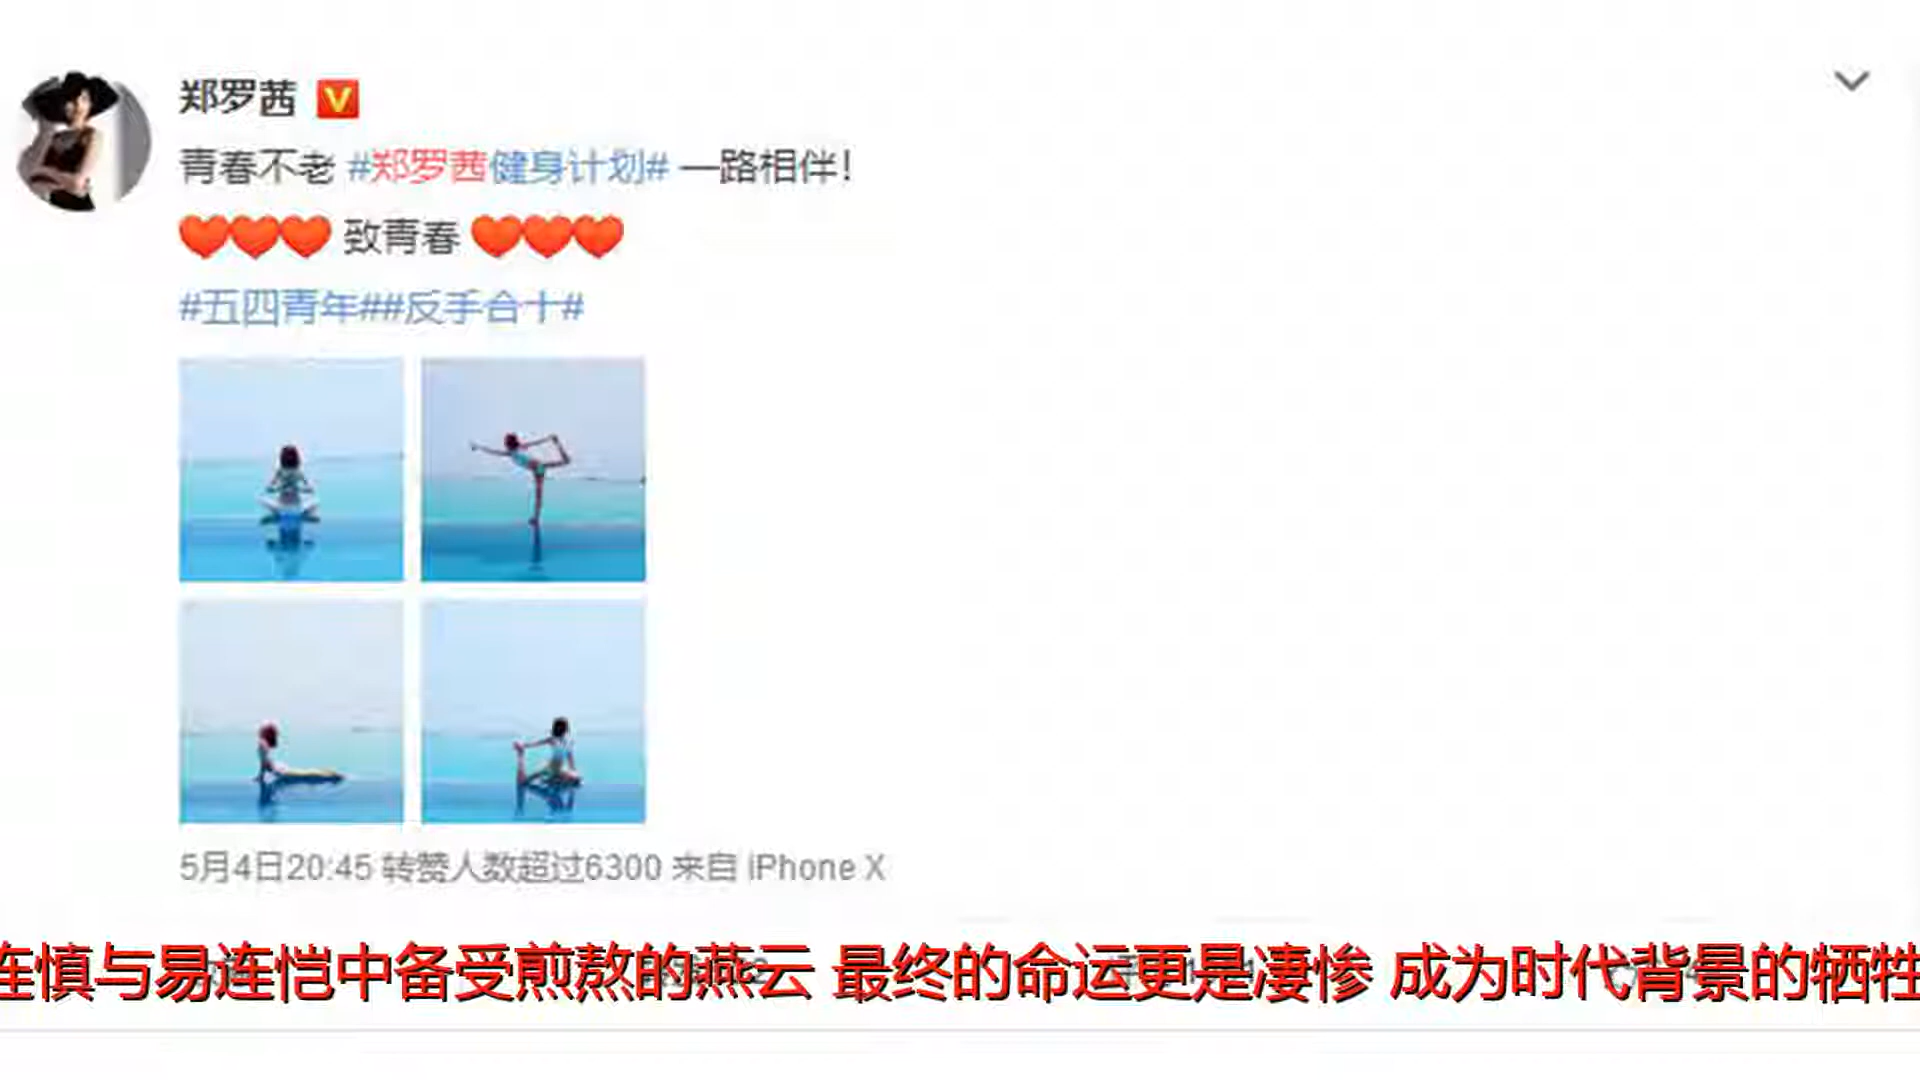 郑罗茜
青春不老 #郑罗茜健身计划# 一路相伴!
致青春
#五四青年##反手合十#
5月4日20:45 转赞人数超过6300 来自 iPhone X
连慎与易连恺中备受煎熬的燕云 最终的命运更是凄惨 成为时代背景的牺牲